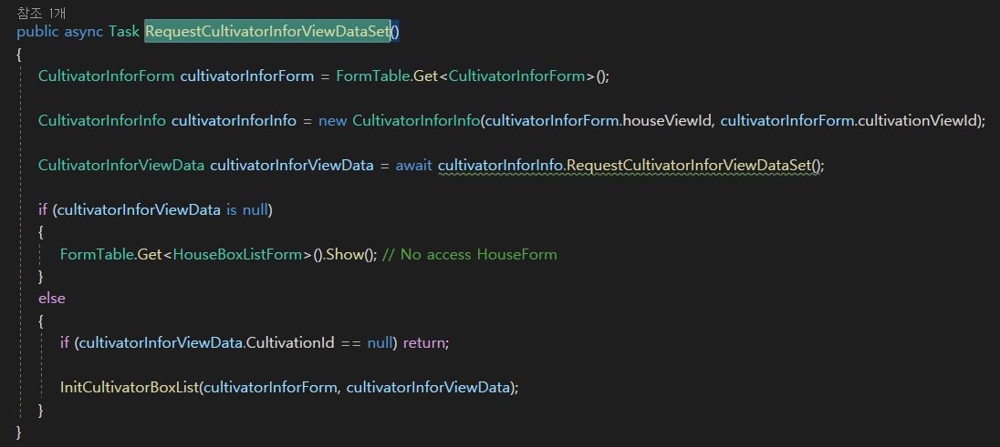 참조 1개
public async Task RequestCultivatorInforViewDataSet()
{
CultivatorInforForm cultivatorInforForm = FormTable.Get<CultivatorInforForm>();
CultivatorInforInfo cultivatorInforInfo = new CultivatorInforInfo(cultivatorInforForm.houseViewId, cultivatorInforForm.cultivationViewId);
CultivatorInforViewData cultivatorInforViewData = await cultivatorInforInfo.RequestCultivatorInforViewDataSet();
if (cultivatorInforViewData is null)
{
FormTable.Get<HouseBoxListForm>().Show(); // No access HouseForm
}
else
{
if (cultivatorInforViewData.CultivationId == null) return;
InitCultivatorBoxList(cultivatorInforForm, cultivatorInforViewData);
}
}